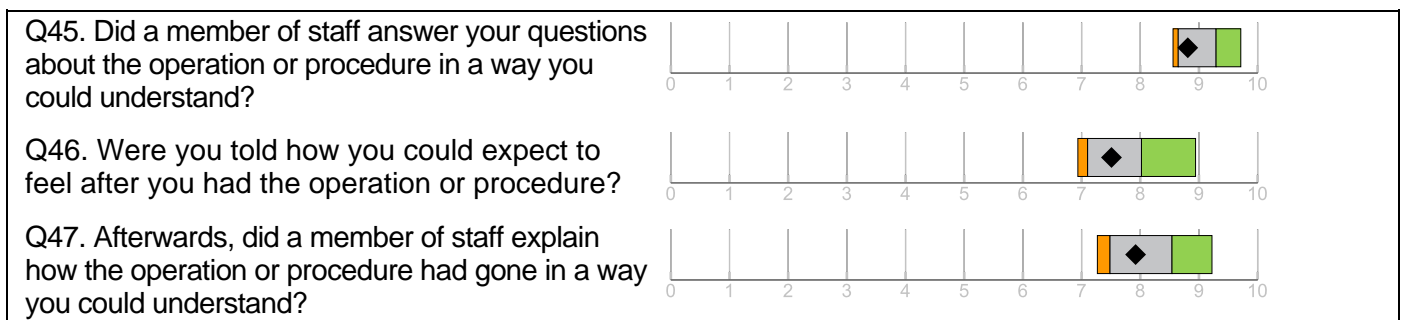 Q45. Did a member of staff answer your questions
about the operation or procedure in a way you
could understand?
0 1 2 3 4 5 6 7 8 9 10
Q46. Were you told how you could expect to
feel after you had the operation or procedure?
0 1 2 3 4 5 6 7 8 9 10
Q47. Afterwards, did a member of staff explain
how the operation or procedure had gone in a way
you could understand?
0 1 2 3 4 5 6 7 8 9 10